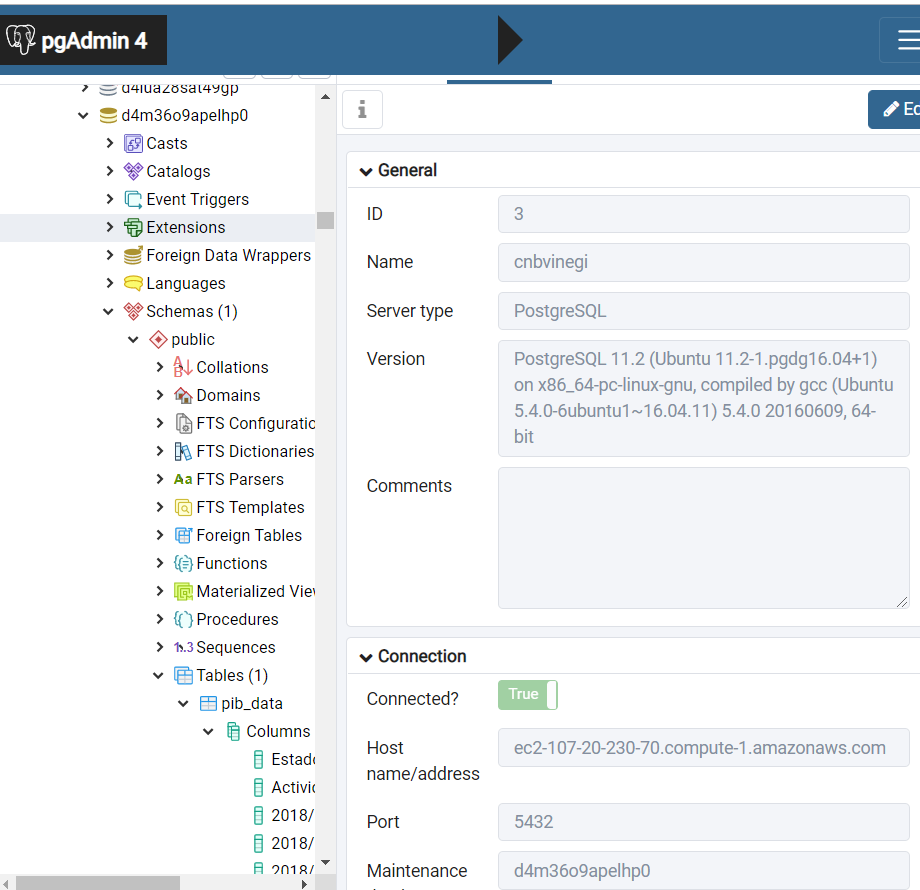 pgAdmin 4
d4lua28sat49gp
d4m36o9apelhp0
Casts
Catalogs
Event Triggers
Extensions
Foreign Data Wrappers
Languages
Schemas (1)
public
Collations
Domains
FTS Configuratio
FTS Dictionaries
FTS Parsers
FTS Templates
Foreign Tables
Functions
Materialized Vie
Procedures
1..3 Sequences
Tables (1)
pib_data
Columns
Estad
Activi
2018/
2018/
2018/
i
Ed
General
ID
3
Name
cnbvinegi
Server type
PostgreSQL
Version
PostgreSQL 11.2 (Ubuntu 11.2-1.pgdg16.04+1)
on x86_64-pc-linux-gnu, compiled by gcc (Ubuntu
5.4.0-6ubuntu1~16.04.11) 5.4.0 20160609, 64-
bit
Comments
Connection
Connected?
True
Host
name/address
ec2-107-20-230-70.compute-1.amazonaws.com
Port
5432
Maintenance
d4m36o9apelhp0